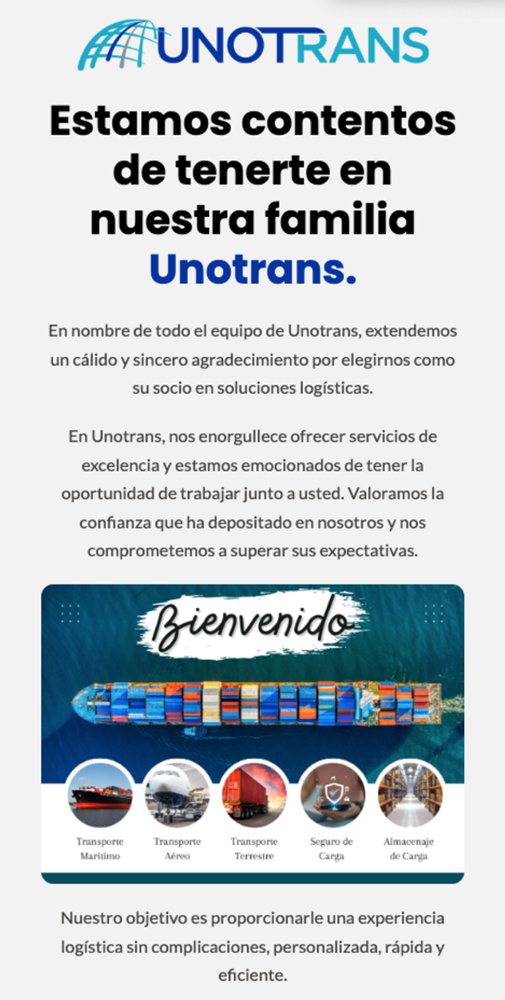 UNOTRANS
Estamos contentos
de tenerte en
nuestra familia
Unotrans.
En nombre de todo el equipo de Unotrans, extendemos
un cálido y sincero agradecimiento por elegirnos como
su socio en soluciones logísticas.
En Unotrans, nos enorgullece ofrecer servicios de
excelencia y estamos emocionados de tener la
oportunidad de trabajar junto a usted. Valoramos la
confianza que ha depositado en nosotros y nos
comprometemos a superar sus expectativas.
Bienvenido
Transporte
Marítimo
Transporte
Aéreo
Transporte
Terrestre
Seguro de
Carga
Almacenaje
de Carga
Nuestro objetivo es proporcionarle una experiencia
logística sin complicaciones, personalizada, rápida y
eficiente.